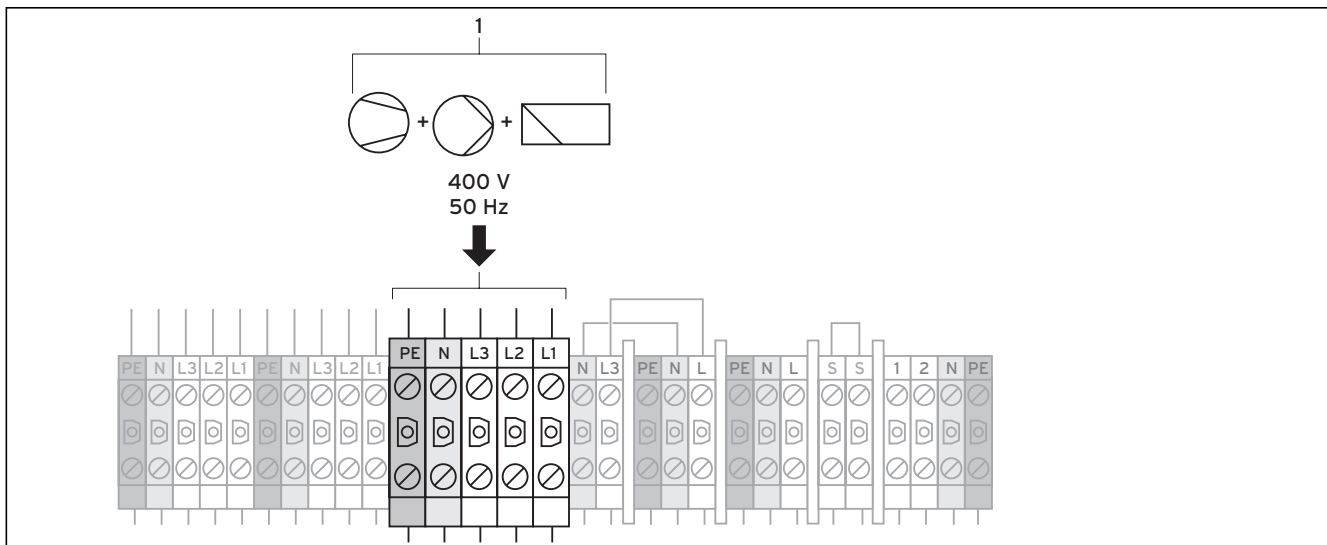 1
+ +
400 V
50 Hz
PE N L3 L2 L1 PE N L3 L2 L1 PE N L3 L2 L1 N L3 PE N L PE N L S S 1 2 N PE